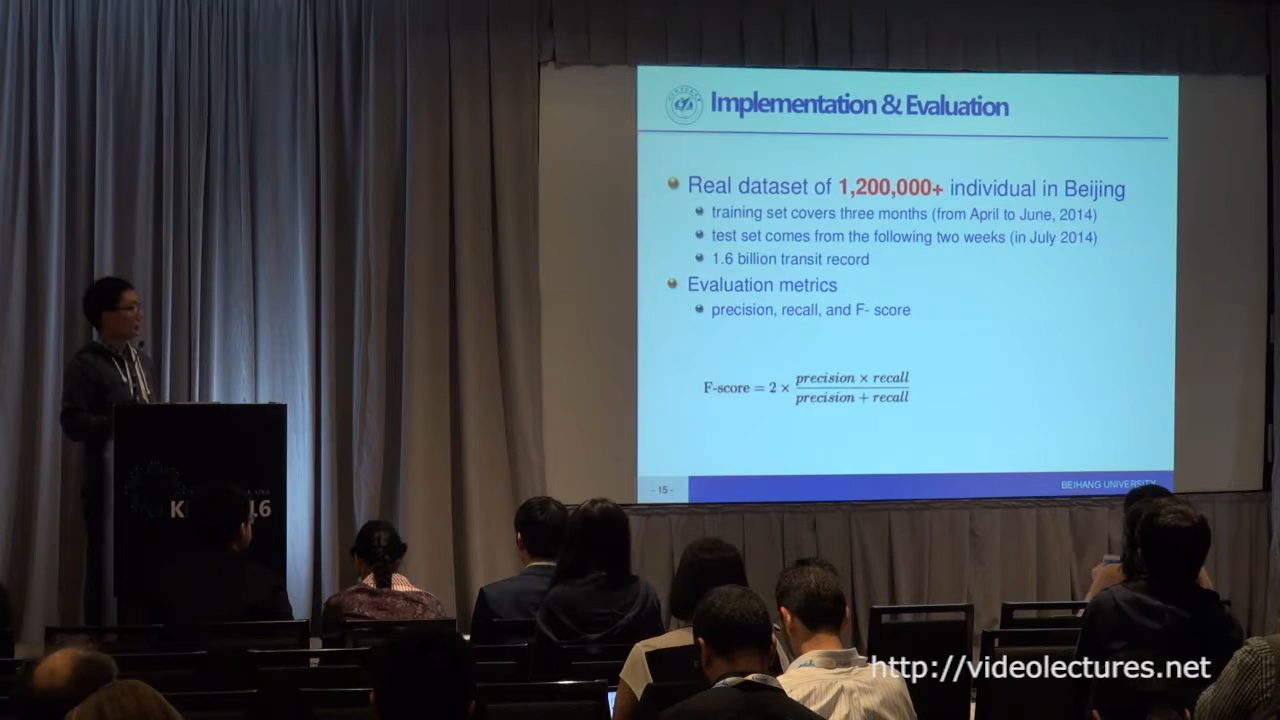 Implementation & Evaluation
Real dataset of 1,200,000+ individual in Beijing
training set covers three months (from April to June, 2014)
test set comes from the following two weeks (in July 2014)
1.6 billion transit record
Evaluation metrics
precision, recall, and F- score
F-score = 2 × precision × recall / precision + recall
- 15 -
BEIHANG UNIVERSITY
http://videolectures.net